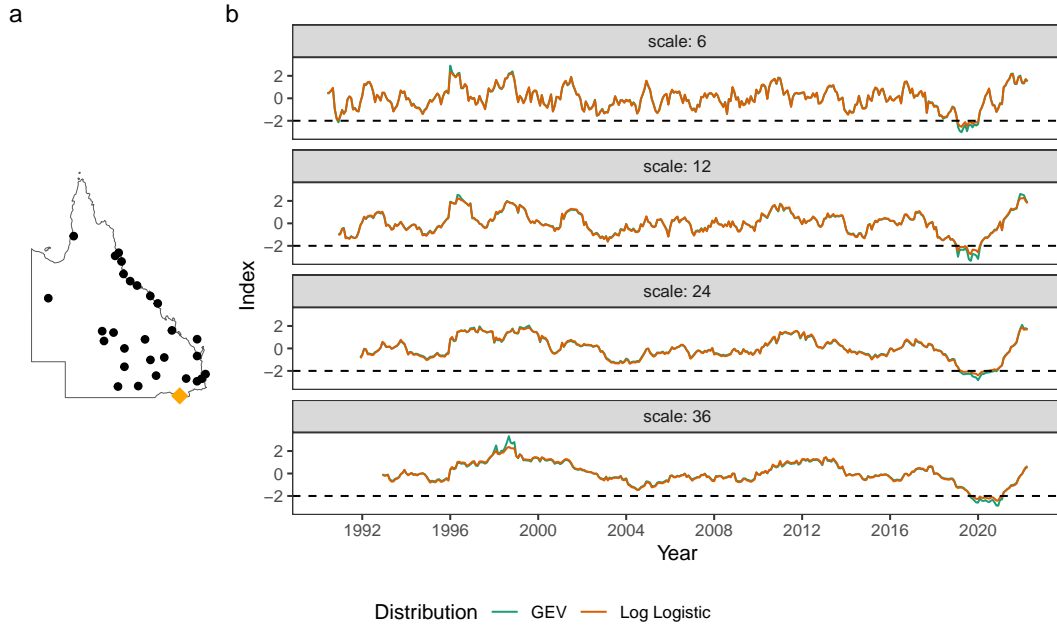 a
b
scale: 6
2
0
−2
scale: 12
2
0
−2
scale: 24
2
0
−2
scale: 36
2
0
−2
Index
1992 1996 2000 2004 2008 2012 2016 2020
Year
Distribution GEV Log Logistic